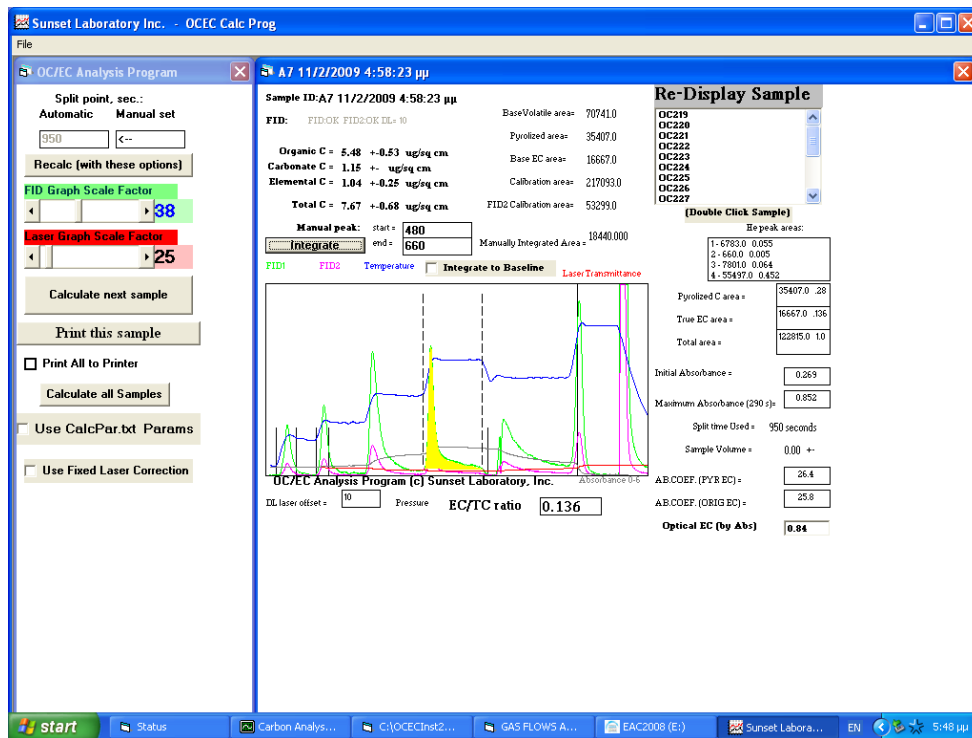 Sunset Laboratory Inc. - OCEC Calc Prog
File
OC/EC Analysis Program
Split point, sec.:
Automatic Manual set
950 <--
Recalc (with these options)
FID Graph Scale Factor
38
Laser Graph Scale Factor
25
Calculate next sample
Print this sample
Print All to Printer
Calculate all Samples
Use CalcPar.txt Params
Use Fixed Laser Correction
A7 11/2/2009 4:58:23 μμ
Sample ID:A7 11/2/2009 4:58:23 μμ
FID: FID:OK FID2:OK DL= 10
Organic C = 5.48 +-0.53 ug/sq cm
Carbonate C = 1.15 +- ug/sq cm
Elemental C = 1.04 +-0.25 ug/sq cm
Total C = 7.67 +-0.68 ug/sq cm
BaseVolatile area= 70741.0
Pyrolized area= 35407.0
Base EC area= 16667.0
Calibration area= 217093.0
FID2 Calibration area= 53299.0
Manual peak: start = 480
Integrate end = 660
Manually Integrated Area = 18440.000
FID1 FID2 Temperature Integrate to Baseline Laser Transmittance
OC/EC Analysis Program (c) Sunset Laboratory, Inc. Absorbance 0-6
DL laser offset = 10 Pressure EC/TC ratio 0.136
Re-Display Sample
OC219
OC220
OC221
OC222
OC223
OC224
OC225
OC226
OC227
(Double Click Sample)
He peak areas:
1 - 6783.0 0.055
2 - 660.0 0.005
3 - 7801.0 0.064
4 - 55497.0 0.452
Pyrolized C area = 35407.0 .28
True EC area = 16667.0 .136
Total area = 122815.0 1.0
Initial Absorbance = 0.269
Maximum Absorbance (290 s)= 0.852
Split time Used = 950 seconds
Sample Volume = 0.00 +-
AB.COEF. (PYR EC) = 26.4
AB.COEF. (ORIG EC) = 25.8
Optical EC (by Abs) 0.84
start
Status
Carbon Analys...
C:\OCECInst2...
GAS FLOWS A...
EAC2008 (E:)
Sunset Labora...
EN
5:48 μμ